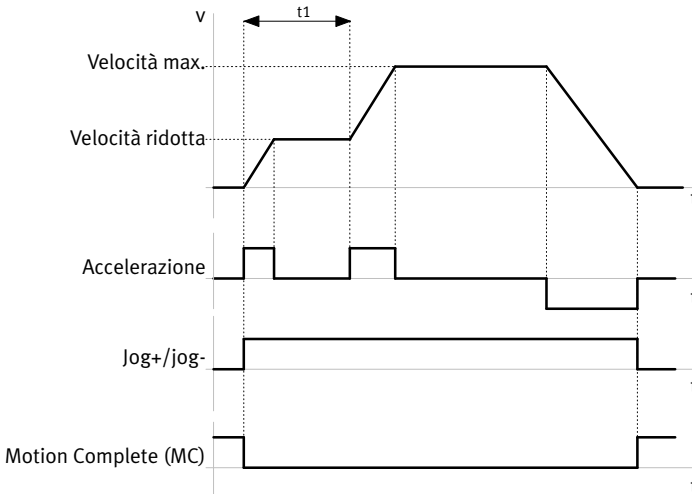 v
t1
Velocità max.
Velocità ridotta
Accelerazione
Jog+/jog-
Motion Complete (MC)